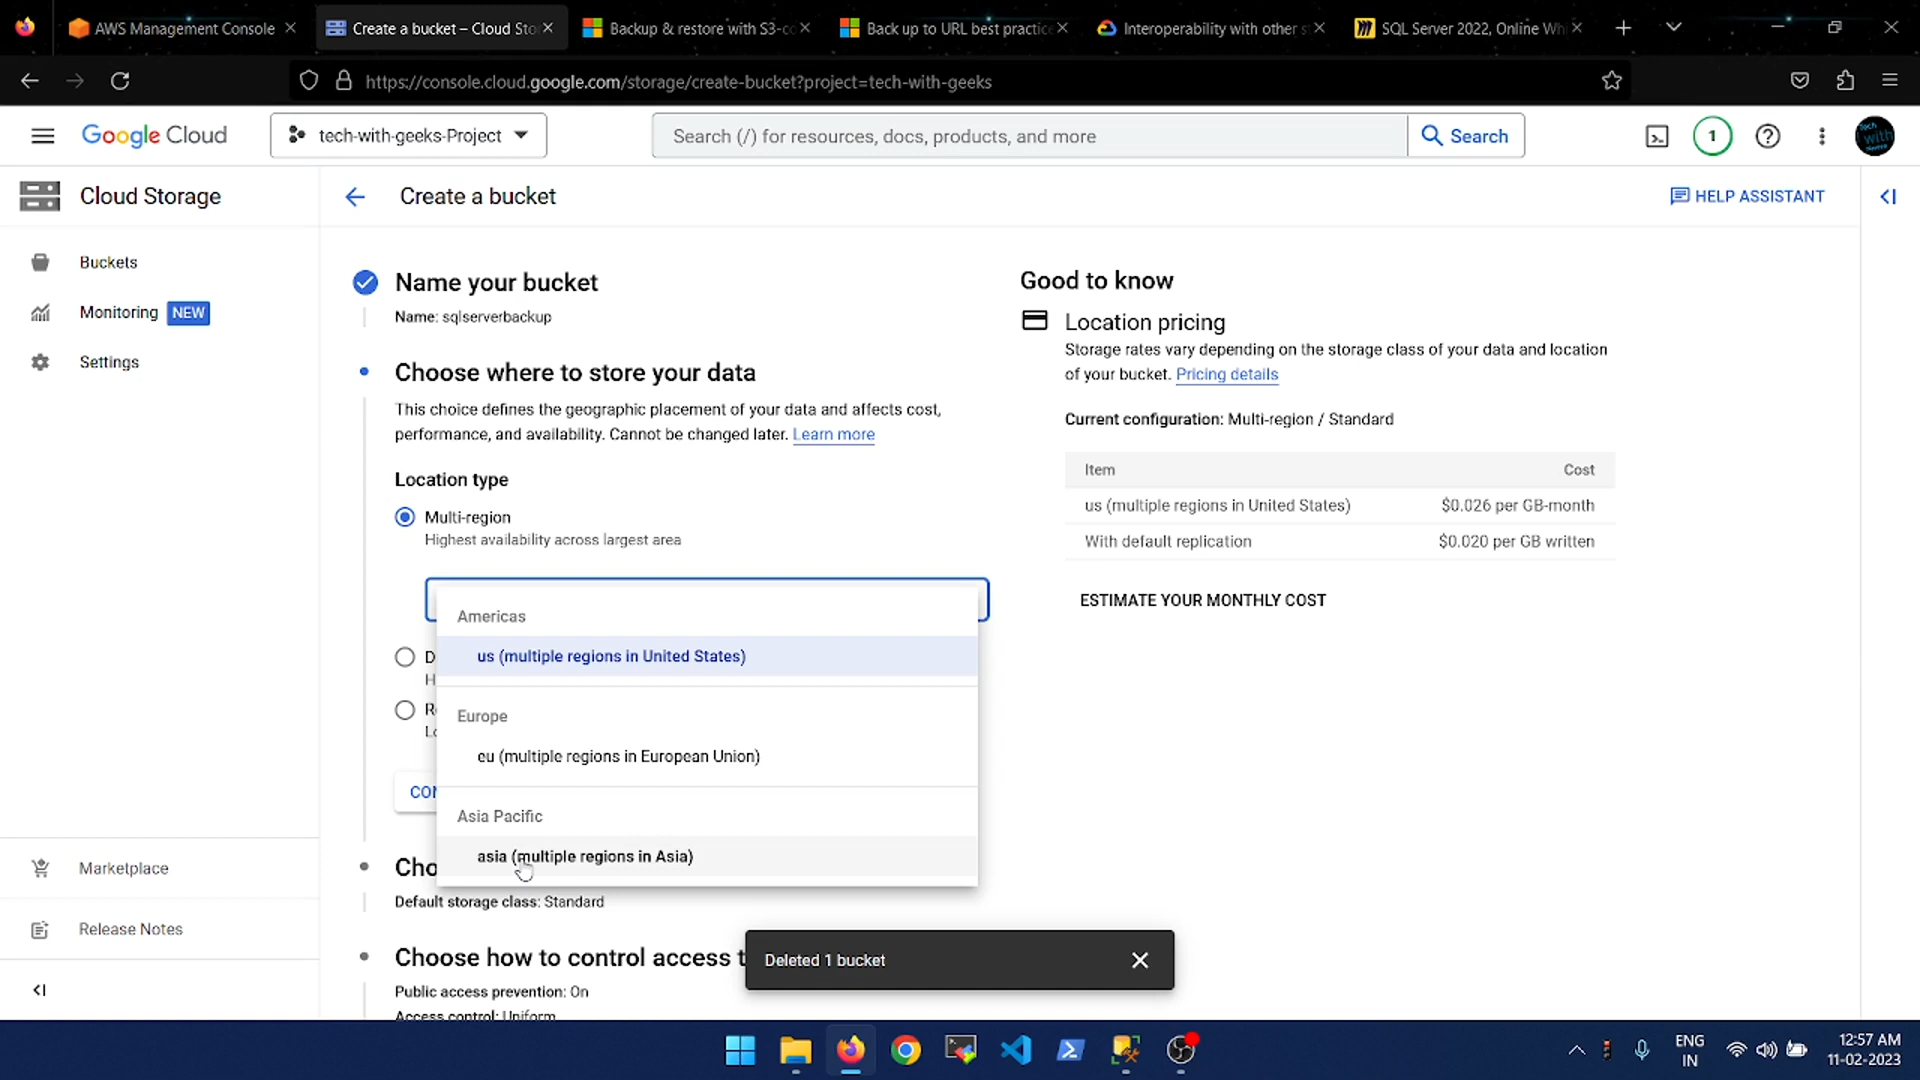 AWS Management Console
Create a bucket – Cloud Sto
Backup & restore with S3-co
Back up to URL best practice
Interoperability with other s
SQL Server 2022, Online Whi
https://console.cloud.google.com/storage/create-bucket?project=tech-with-geeks
Google Cloud
tech-with-geeks-Project
Search (/) for resources, docs, products, and more
Search
1
Cloud Storage
Create a bucket
HELP ASSISTANT
Buckets
Monitoring NEW
Settings
Marketplace
Release Notes
Name your bucket
Name: sqlserverbackup
Choose where to store your data
This choice defines the geographic placement of your data and affects cost,
performance, and availability. Cannot be changed later. Learn more
Location type
Multi-region
Highest availability across largest area
Americas
us (multiple regions in United States)
D
H
Europe
R
eu (multiple regions in European Union)
CON
Asia Pacific
asia (multiple regions in Asia)
Cho
Default storage class: Standard
Choose how to control access t
Public access prevention: On
Access control: Uniform
Good to know
Location pricing
Storage rates vary depending on the storage class of your data and location
of your bucket. Pricing details
Current configuration: Multi-region / Standard
Item Cost
us (multiple regions in United States) $0.026 per GB-month
With default replication $0.020 per GB written
ESTIMATE YOUR MONTHLY COST
Deleted 1 bucket
ENG
IN
12:57 AM
11-02-2023